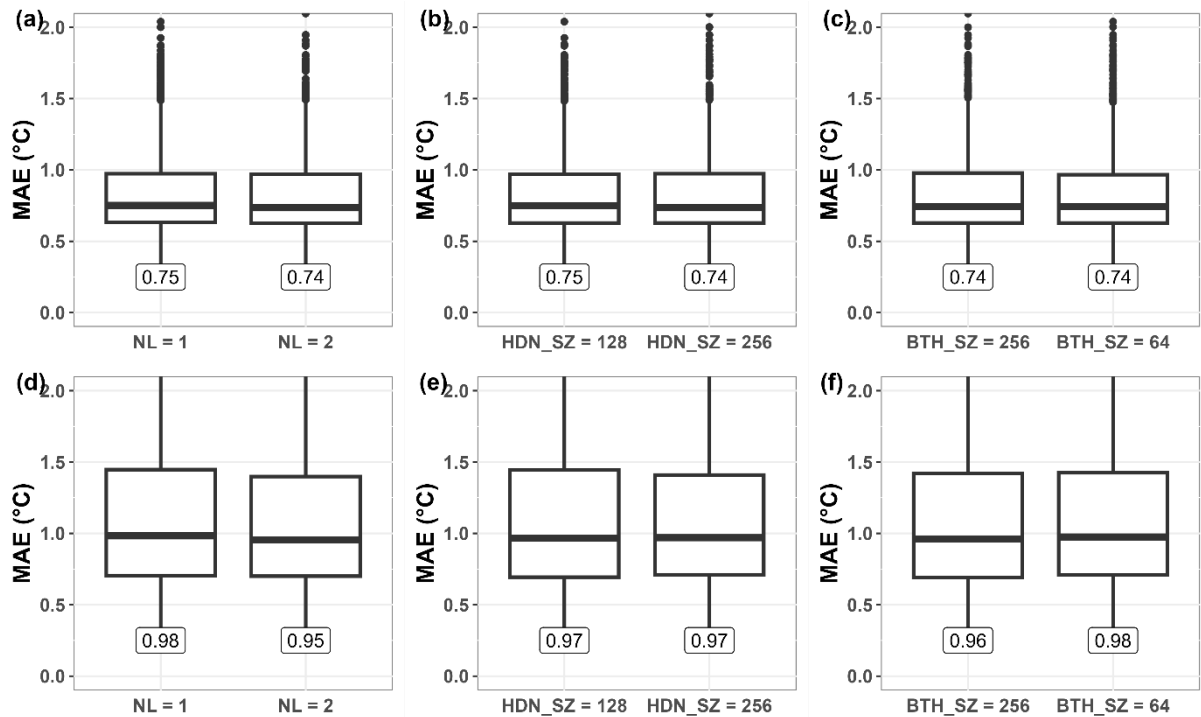 (a)
MAE (°C)
2.0
1.5
1.0
0.5
0.0
0.75
0.74
NL = 1
NL = 2
(b)
MAE (°C)
2.0
1.5
1.0
0.5
0.0
0.75
0.74
HDN_SZ = 128
HDN_SZ = 256
(c)
MAE (°C)
2.0
1.5
1.0
0.5
0.0
0.74
0.74
BTH_SZ = 256
BTH_SZ = 64
(d)
MAE (°C)
2.0
1.5
1.0
0.5
0.0
0.98
0.95
NL = 1
NL = 2
(e)
MAE (°C)
2.0
1.5
1.0
0.5
0.0
0.97
0.97
HDN_SZ = 128
HDN_SZ = 256
(f)
MAE (°C)
2.0
1.5
1.0
0.5
0.0
0.96
0.98
BTH_SZ = 256
BTH_SZ = 64